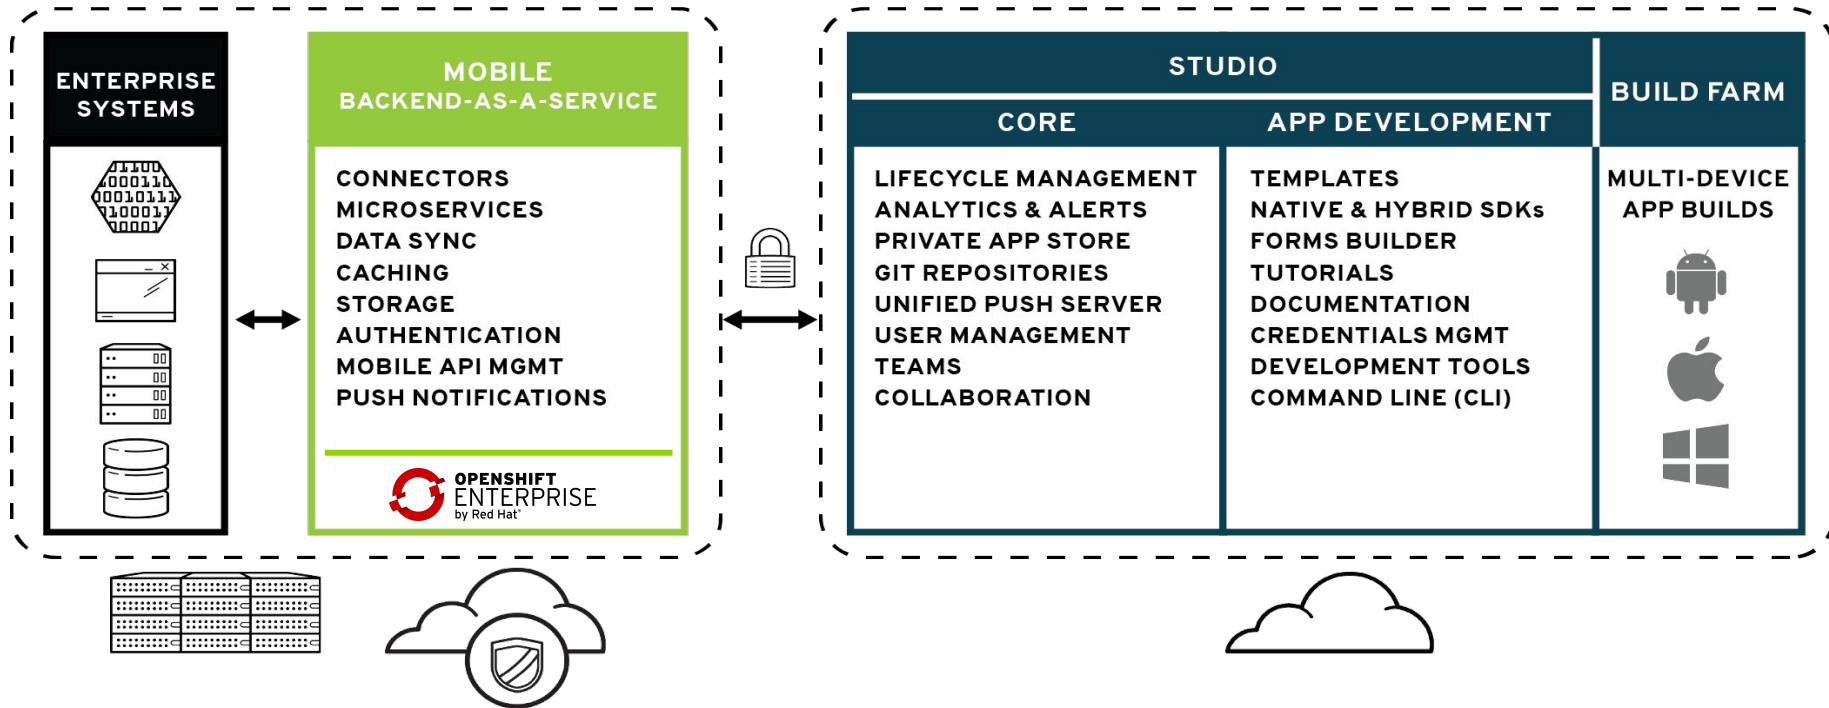 ENTERPRISE
SYSTEMS
MOBILE
BACKEND-AS-A-SERVICE
CONNECTORS
MICROSERVICES
DATA SYNC
CACHING
STORAGE
AUTHENTICATION
MOBILE API MGMT
PUSH NOTIFICATIONS
OPENSHIFT
ENTERPRISE
by Red Hat®
STUDIO
CORE
LIFECYCLE MANAGEMENT
ANALYTICS & ALERTS
PRIVATE APP STORE
GIT REPOSITORIES
UNIFIED PUSH SERVER
USER MANAGEMENT
TEAMS
COLLABORATION
APP DEVELOPMENT
TEMPLATES
NATIVE & HYBRID SDKs
FORMS BUILDER
TUTORIALS
DOCUMENTATION
CREDENTIALS MGMT
DEVELOPMENT TOOLS
COMMAND LINE (CLI)
BUILD FARM
MULTI-DEVICE
APP BUILDS